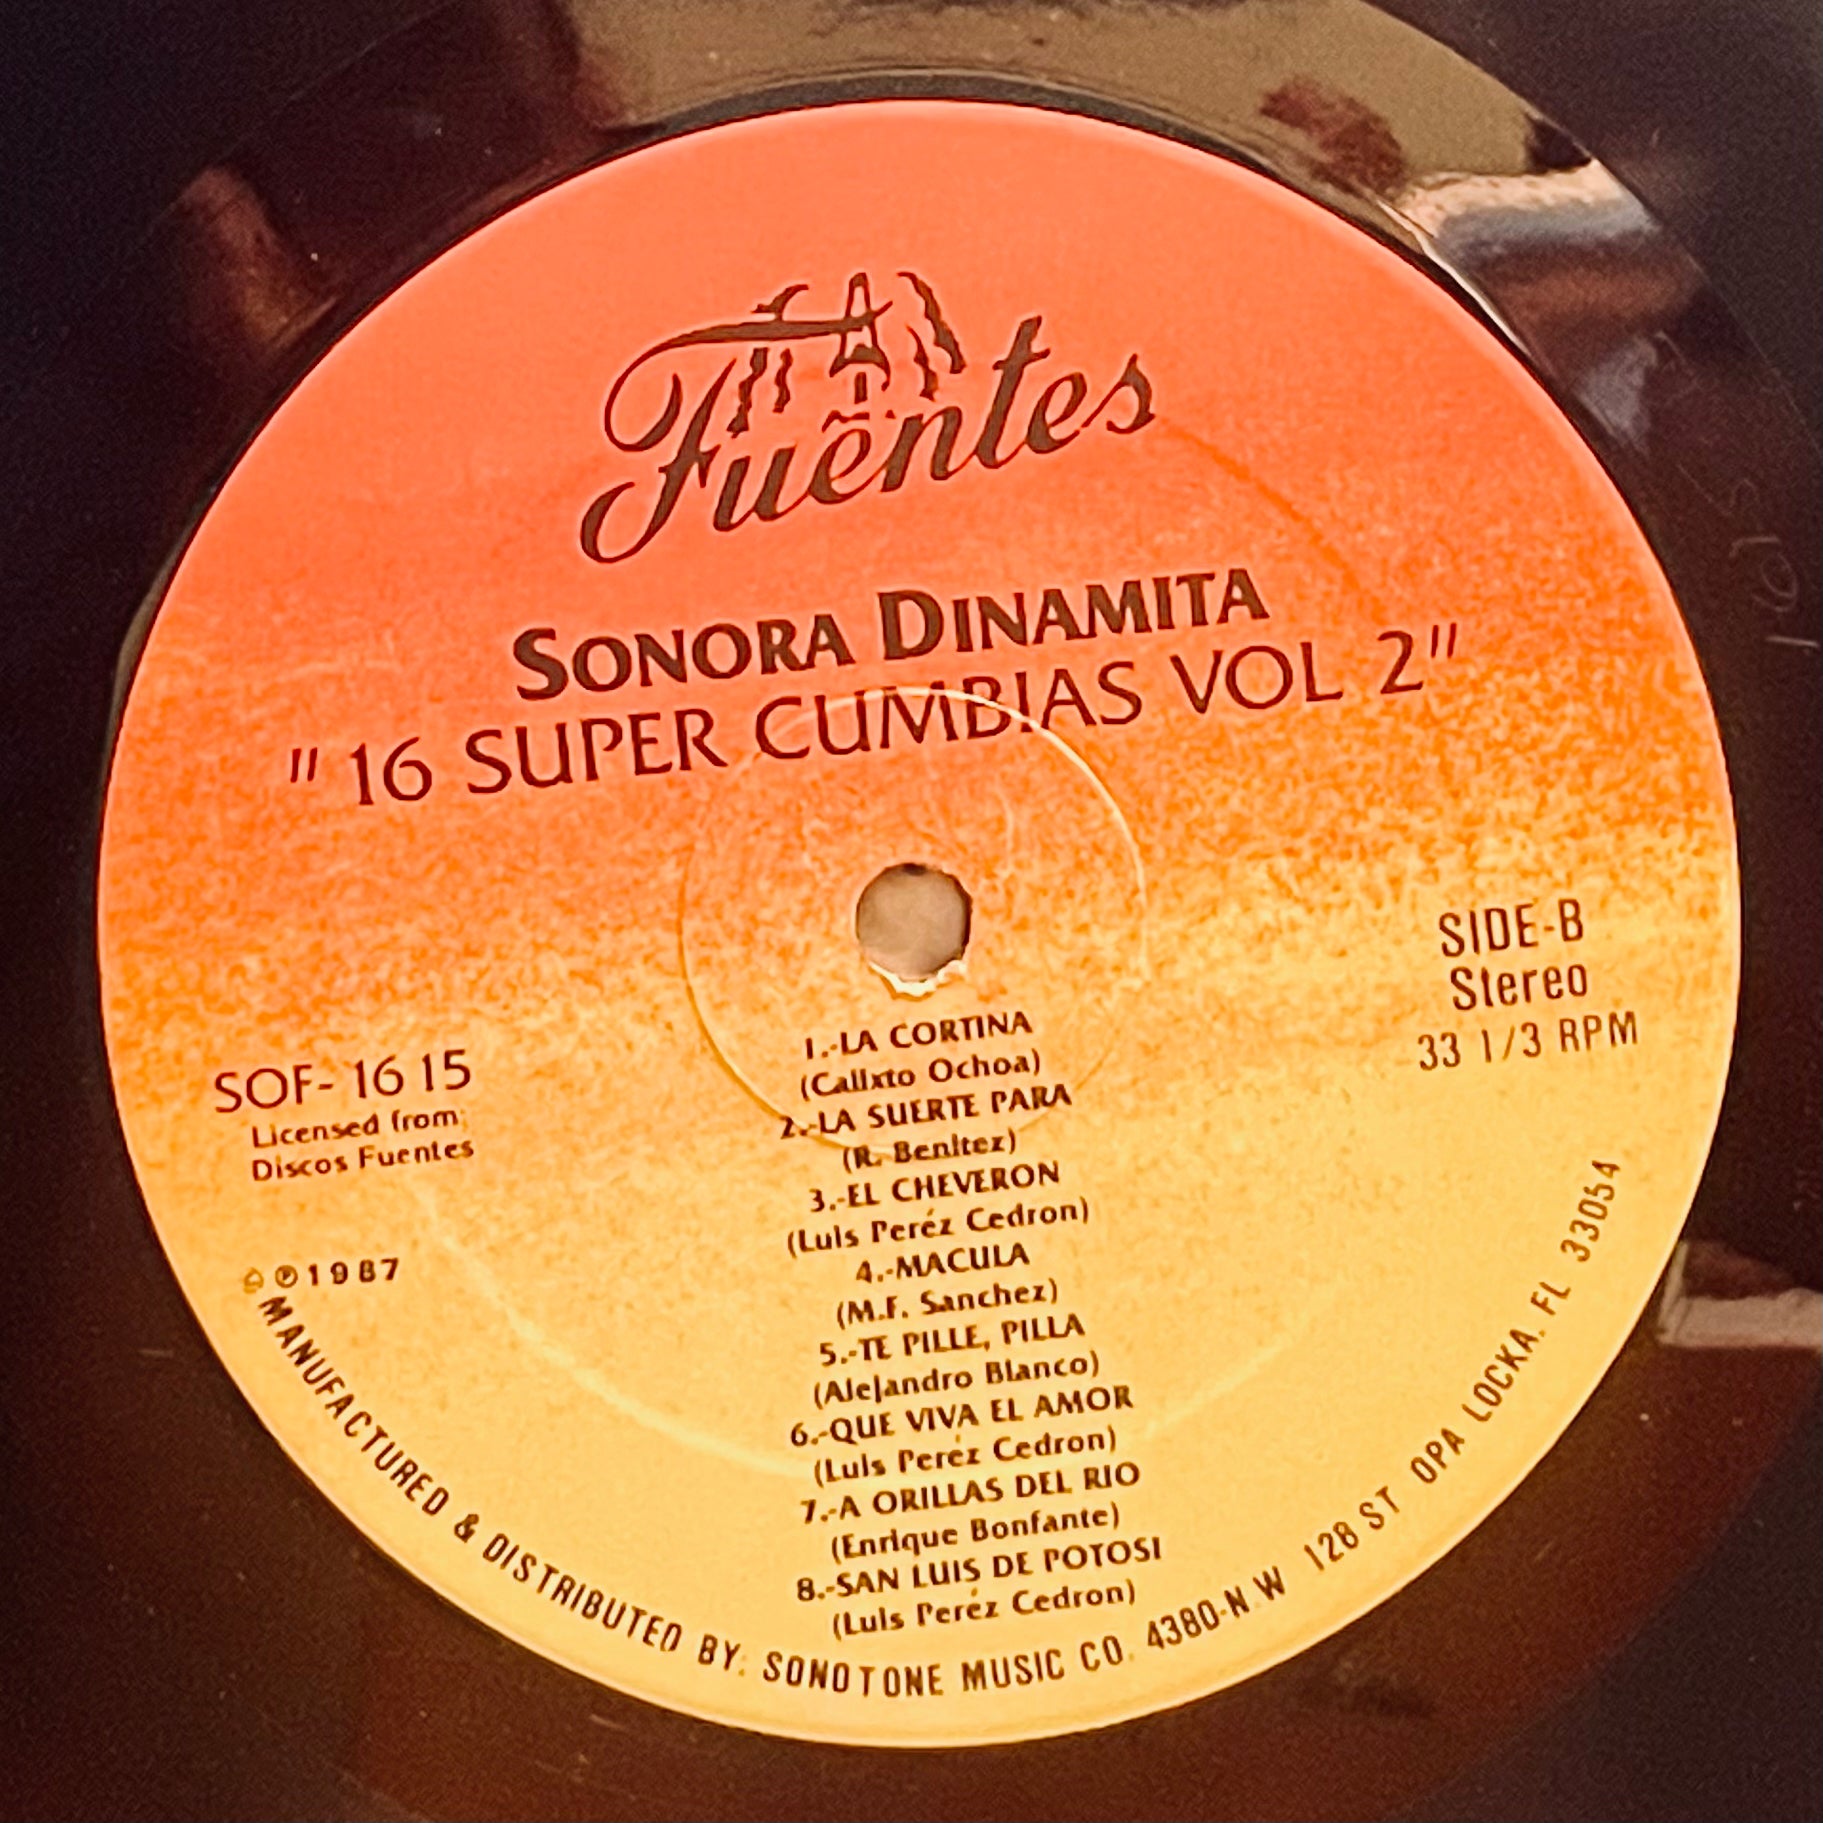 Fuentes
SONORA DINAMITA
"16 SUPER CUMBIAS VOL 2"
SIDE-B
Stereo
33 1/3 RPM
SOF-1615
Licensed from:
Discos Fuentes
℗1987
1.-LA CORTINA
(Calixto Ochoa)
2.-LA SUERTE PARA
(R. Benitez)
3.-EL CHEVERON
(Luis Peréz Cedron)
4.-MACULA
(M.F. Sanchez)
5.-TE PILLE, PILLA
(Alejandro Blanco)
6.-QUE VIVA EL AMOR
(Luis Peréz Cedron)
7.-A ORILLAS DEL RIO
(Enrique Bonfante)
8.-SAN LUIS DE POTOSI
(Luis Peréz Cedron)
MANUFACTURED & DISTRIBUTED BY: SONOTONE MUSIC CO. 4380-N.W 128 ST OPA LOCKA, FL 33054